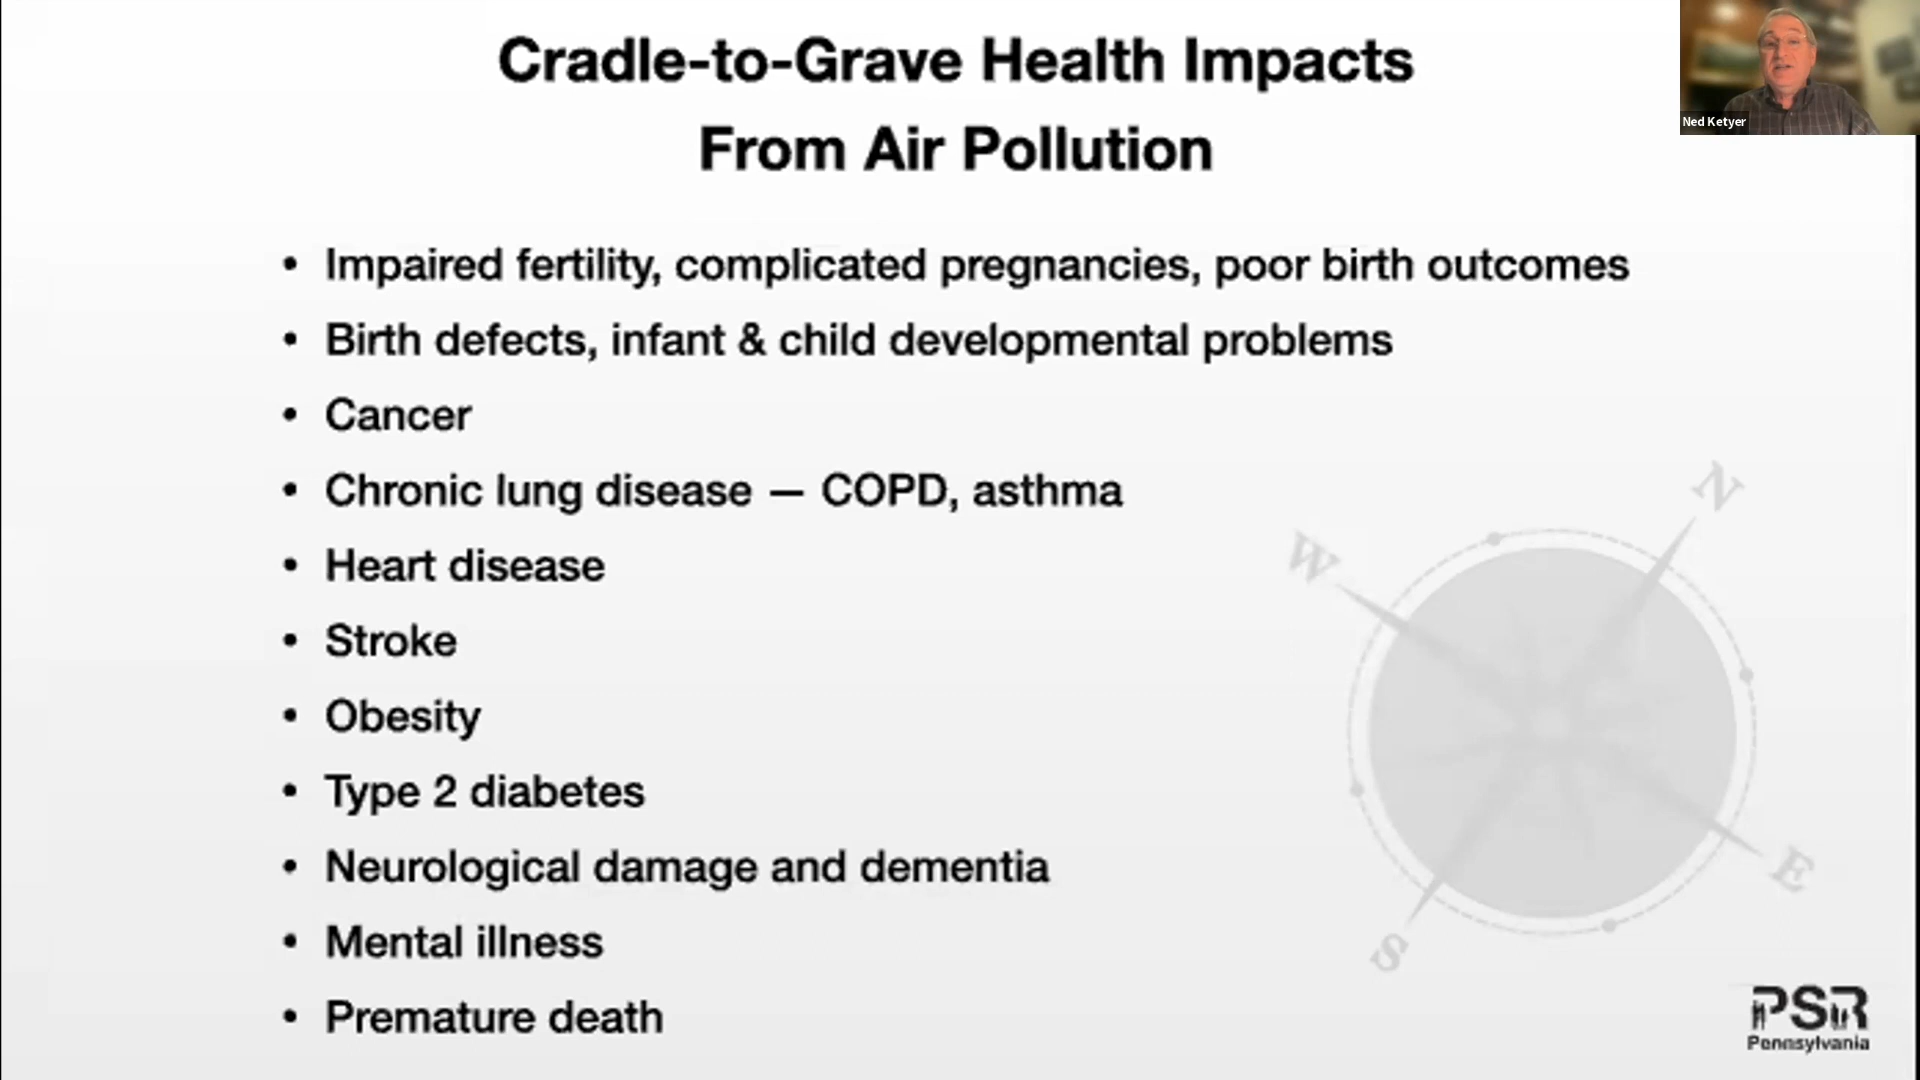 Cradle-to-Grave Health Impacts
From Air Pollution
Ned Ketyer
• Impaired fertility, complicated pregnancies, poor birth outcomes
• Birth defects, infant & child developmental problems
• Cancer
• Chronic lung disease — COPD, asthma
• Heart disease
• Stroke
• Obesity
• Type 2 diabetes
• Neurological damage and dementia
• Mental illness
• Premature death
N
W
E
S
PSR
Pennsylvania